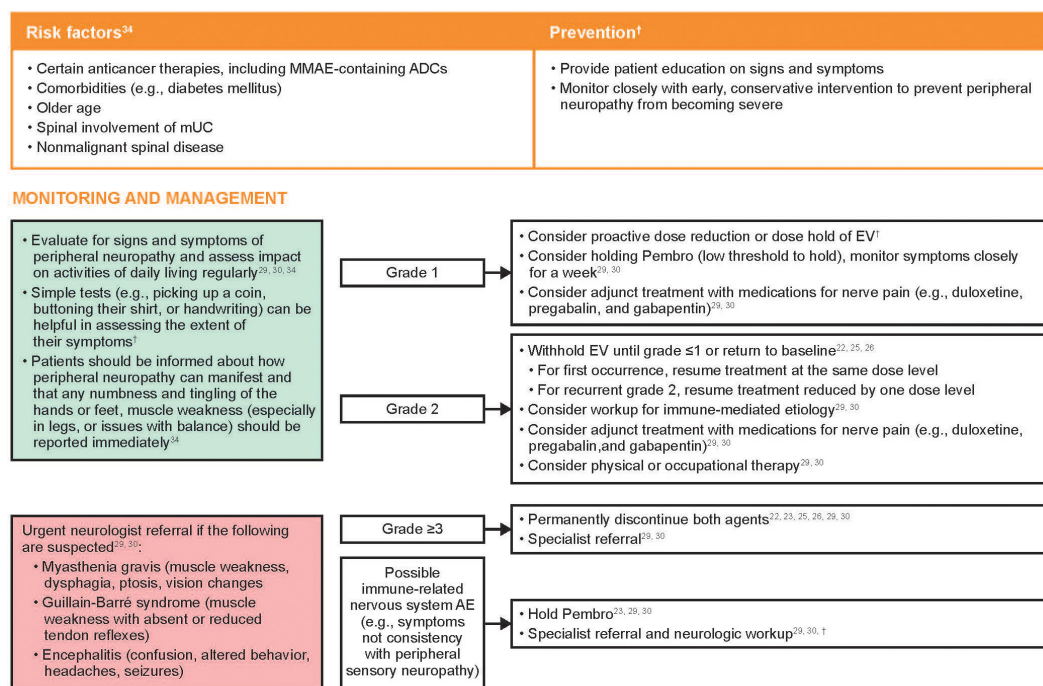 Risk factors34
Prevention†
• Certain anticancer therapies, including MMAE-containing ADCs
• Comorbidities (e.g., diabetes mellitus)
• Older age
• Spinal involvement of mUC
• Nonmalignant spinal disease
• Provide patient education on signs and symptoms
• Monitor closely with early, conservative intervention to prevent peripheral
neuropathy from becoming severe
MONITORING AND MANAGEMENT
• Evaluate for signs and symptoms of
peripheral neuropathy and assess impact
on activities of daily living regularly29, 30, 34
• Simple tests (e.g., picking up a coin,
buttoning their shirt, or handwriting) can be
helpful in assessing the extent of
their symptoms†
• Patients should be informed about how
peripheral neuropathy can manifest and
that any numbness and tingling of the
hands or feet, muscle weakness (especially
in legs, or issues with balance) should be
reported immediately34
Grade 1
• Consider proactive dose reduction or dose hold of EV†
• Consider holding Pembro (low threshold to hold), monitor symptoms closely
for a week29, 30
• Consider adjunct treatment with medications for nerve pain (e.g., duloxetine,
pregabalin, and gabapentin)29, 30
Grade 2
• Withhold EV until grade ≤1 or return to baseline22, 25, 26
• For first occurrence, resume treatment at the same dose level
• For recurrent grade 2, resume treatment reduced by one dose level
• Consider workup for immune-mediated etiology29, 30
• Consider adjunct treatment with medications for nerve pain (e.g., duloxetine,
pregabalin,and gabapentin)29, 30
• Consider physical or occupational therapy29, 30
Urgent neurologist referral if the following
are suspected29, 30:
• Myasthenia gravis (muscle weakness,
dysphagia, ptosis, vision changes
• Guillain-Barré syndrome (muscle
weakness with absent or reduced
tendon reflexes)
• Encephalitis (confusion, altered behavior,
headaches, seizures)
Grade ≥3
• Permanently discontinue both agents22, 23, 25, 26, 29, 30
• Specialist referral29, 30
Possible
immune-related
nervous system AE
(e.g., symptoms
not consistency
with peripheral
sensory neuropathy)
• Hold Pembro23, 29, 30
• Specialist referral and neurologic workup29, 30, †